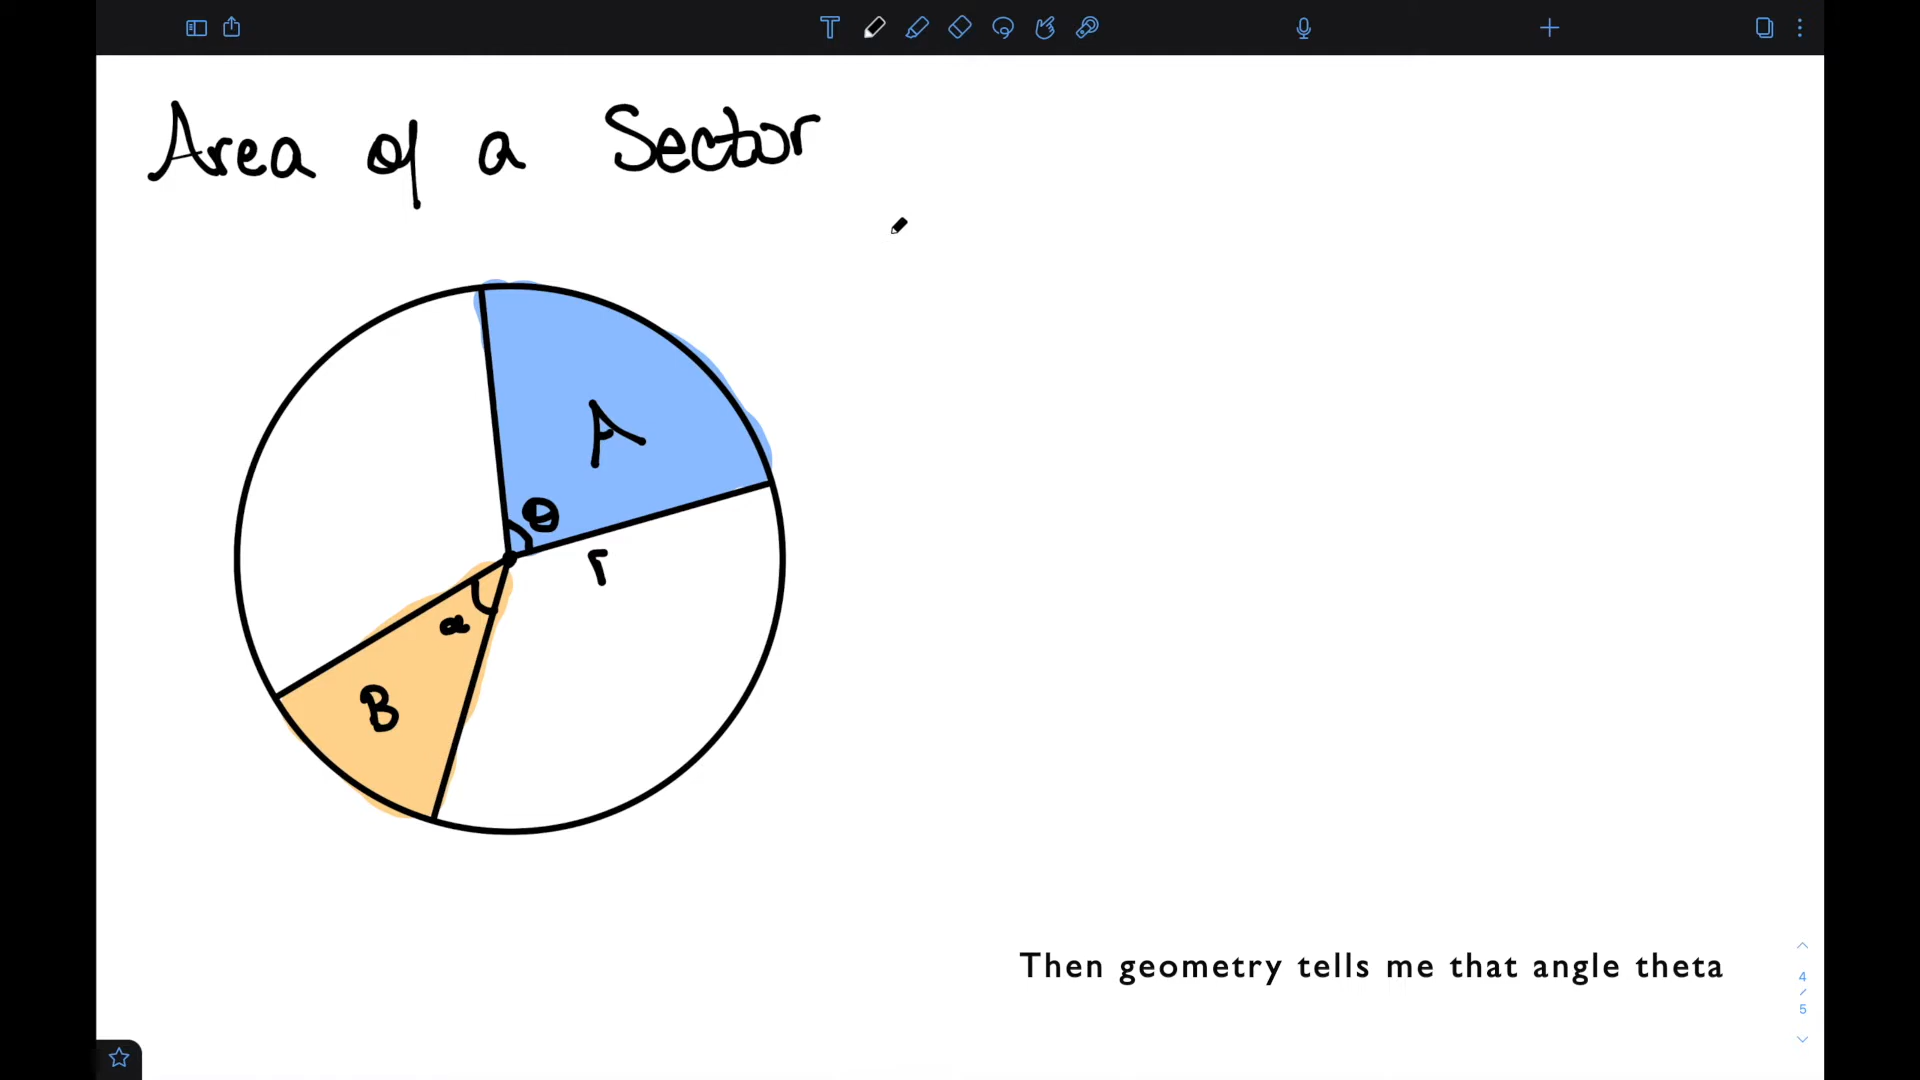 Area of a Sector
A
θ
r
α
B
Then geometry tells me that angle theta
4
/
5